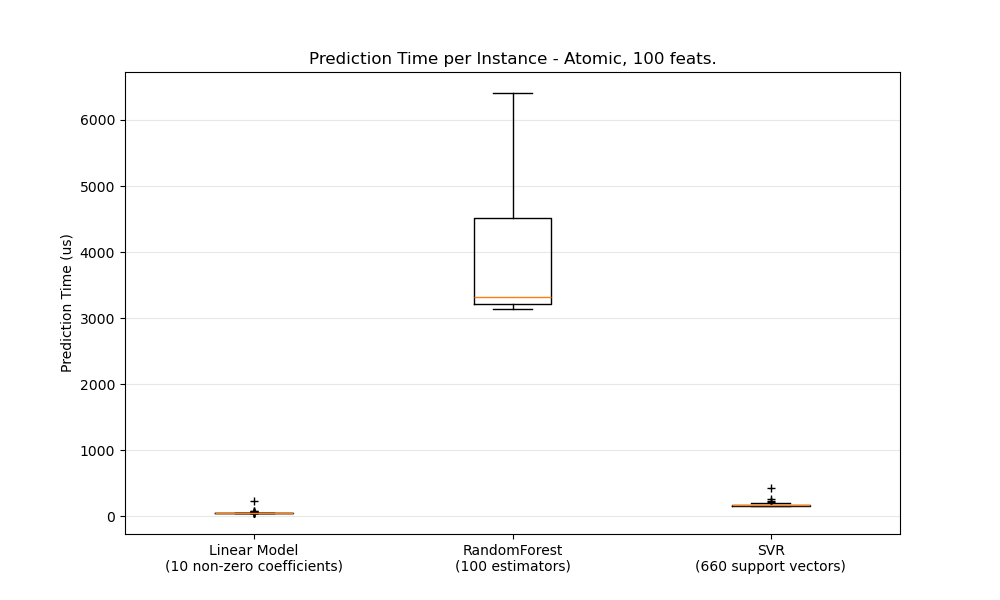 Prediction Time per Instance - Atomic, 100 feats.
Prediction Time (us)
6000
5000
4000
3000
2000
1000
0
Linear Model
(10 non-zero coefficients)
RandomForest
(100 estimators)
SVR
(660 support vectors)